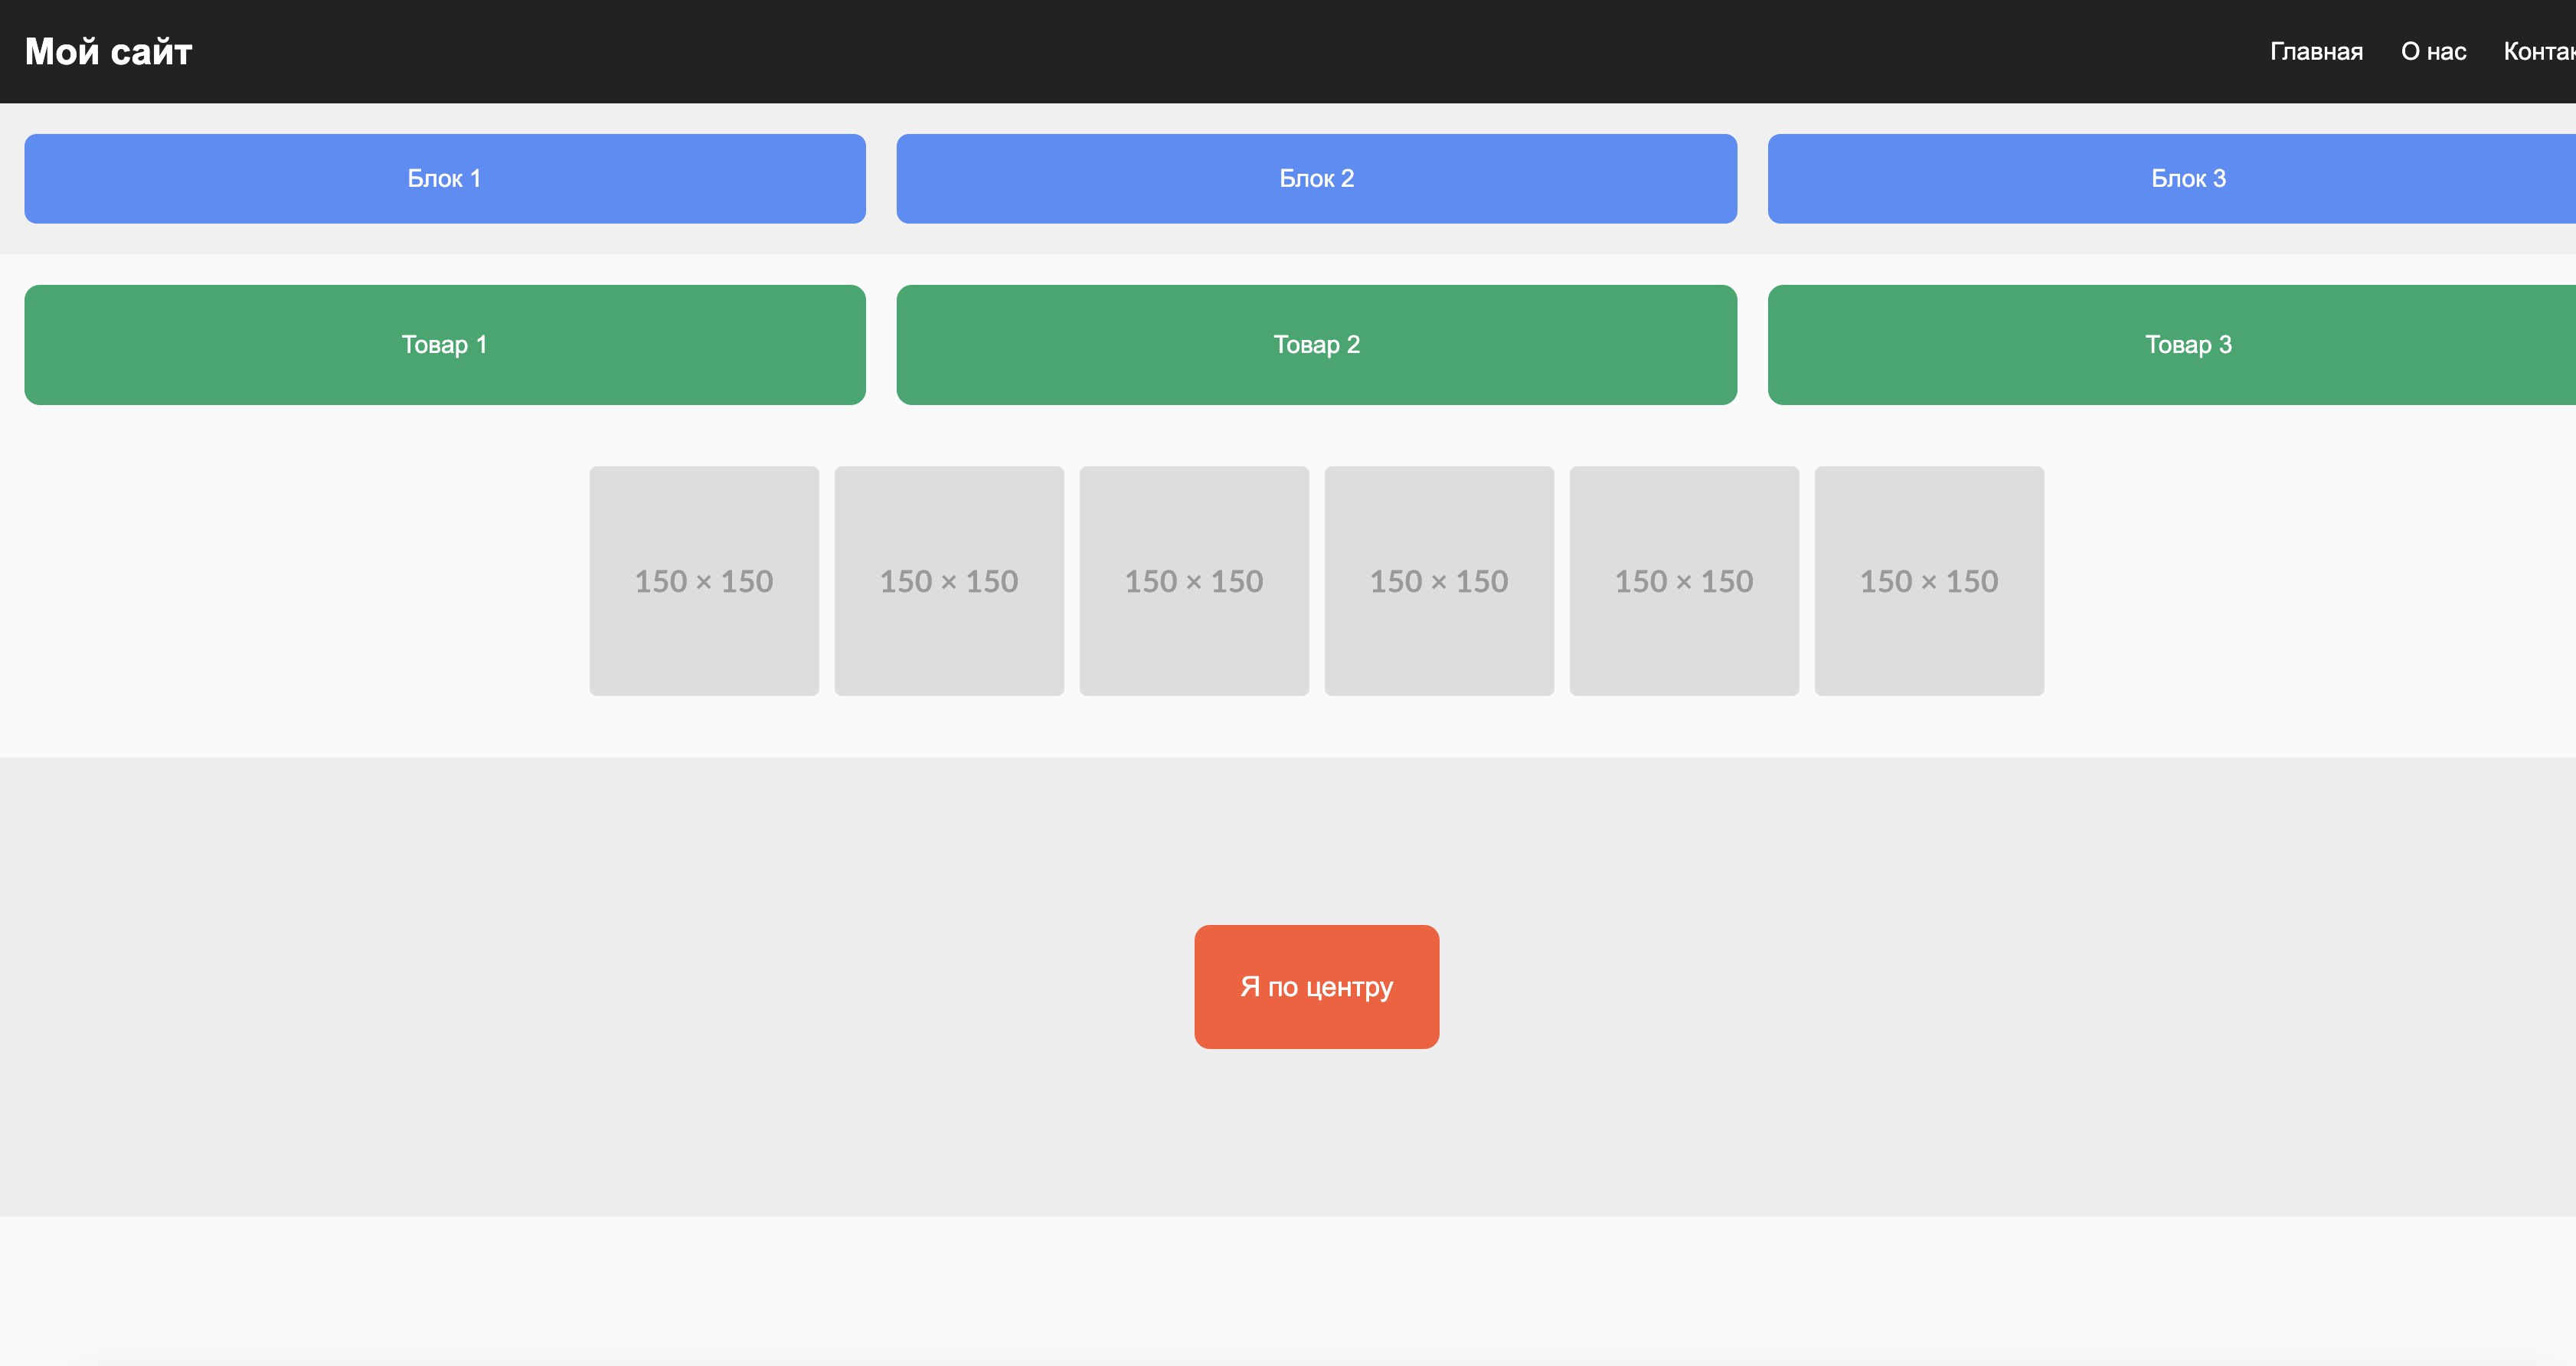 Мой сайт
Главная О нас Контак
Блок 1 Блок 2 Блок 3
Товар 1 Товар 2 Товар 3
150 × 150 150 × 150 150 × 150 150 × 150 150 × 150 150 × 150
Я по центру